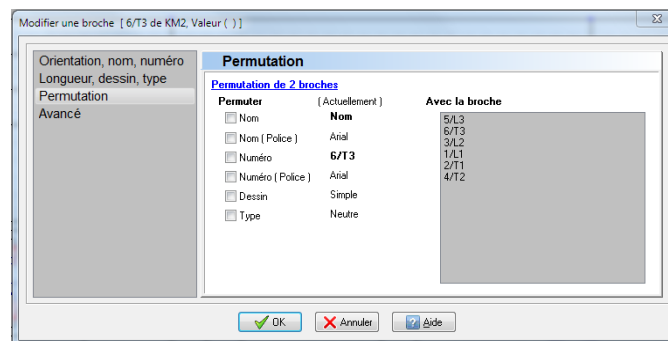 Modifier une broche [ 6/T3 de KM2, Valeur ( ) ]
Orientation, nom, numéro
Longueur, dessin, type
Permutation
Avancé
Permutation
Permutation de 2 broches
Permuter ( Actuellement ) Avec la broche
Nom Nom
Nom ( Police ) Arial
Numéro 6/T3
Numéro ( Police ) Arial
Dessin Simple
Type Neutre
5/L3
6/T3
3/L2
1/L1
2/T1
4/T2
OK Annuler ? Aide